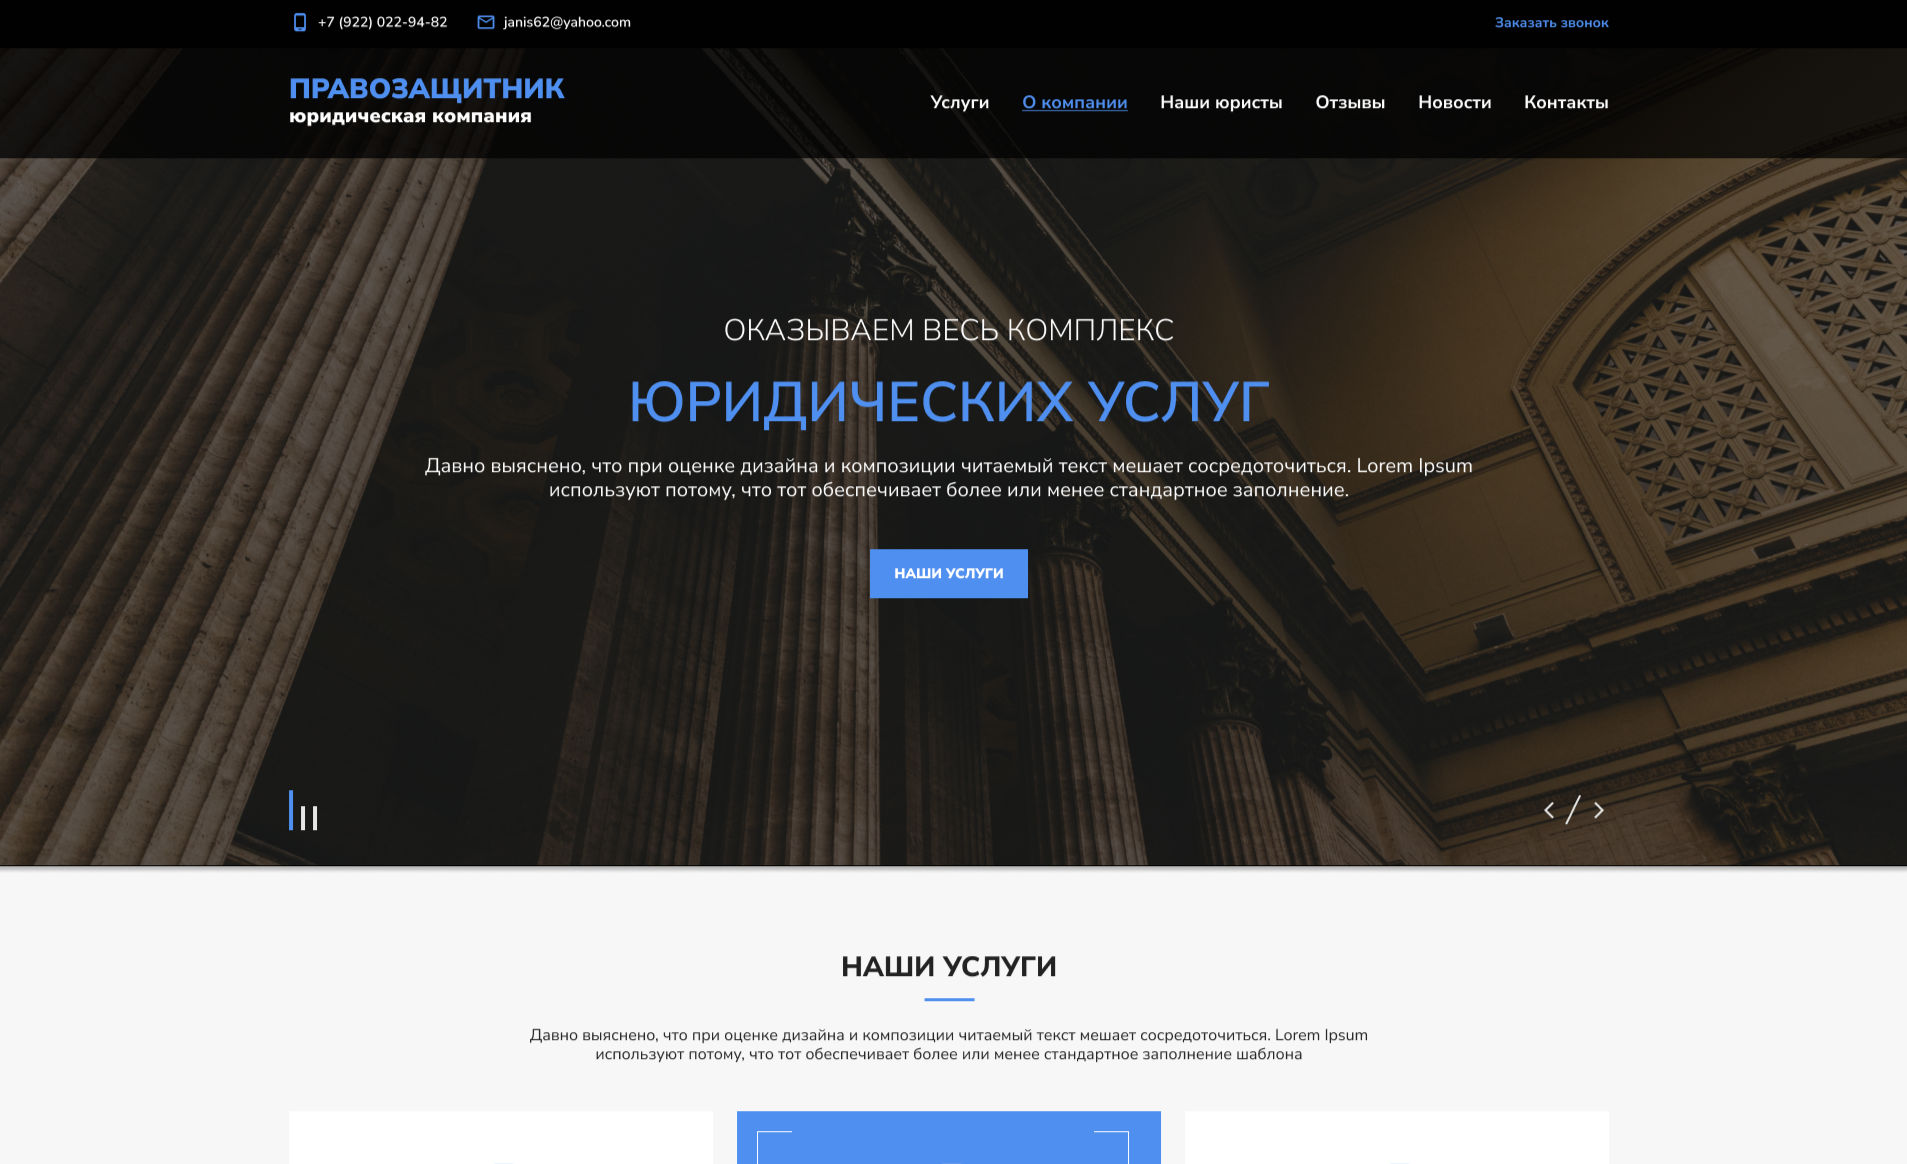 +7 (922) 022-94-82
janis62@yahoo.com
Заказать звонок
ПРАВОЗАЩИТНИК
юридическая компания
Услуги
О компании
Наши юристы
Отзывы
Новости
Контакты
ОКАЗЫВАЕМ ВЕСЬ КОМПЛЕКС
ЮРИДИЧЕСКИХ УСЛУГ
Давно выяснено, что при оценке дизайна и композиции читаемый текст мешает сосредоточиться. Lorem Ipsum
используют потому, что тот обеспечивает более или менее стандартное заполнение.
НАШИ УСЛУГИ
НАШИ УСЛУГИ
Давно выяснено, что при оценке дизайна и композиции читаемый текст мешает сосредоточиться. Lorem Ipsum
используют потому, что тот обеспечивает более или менее стандартное заполнение шаблона